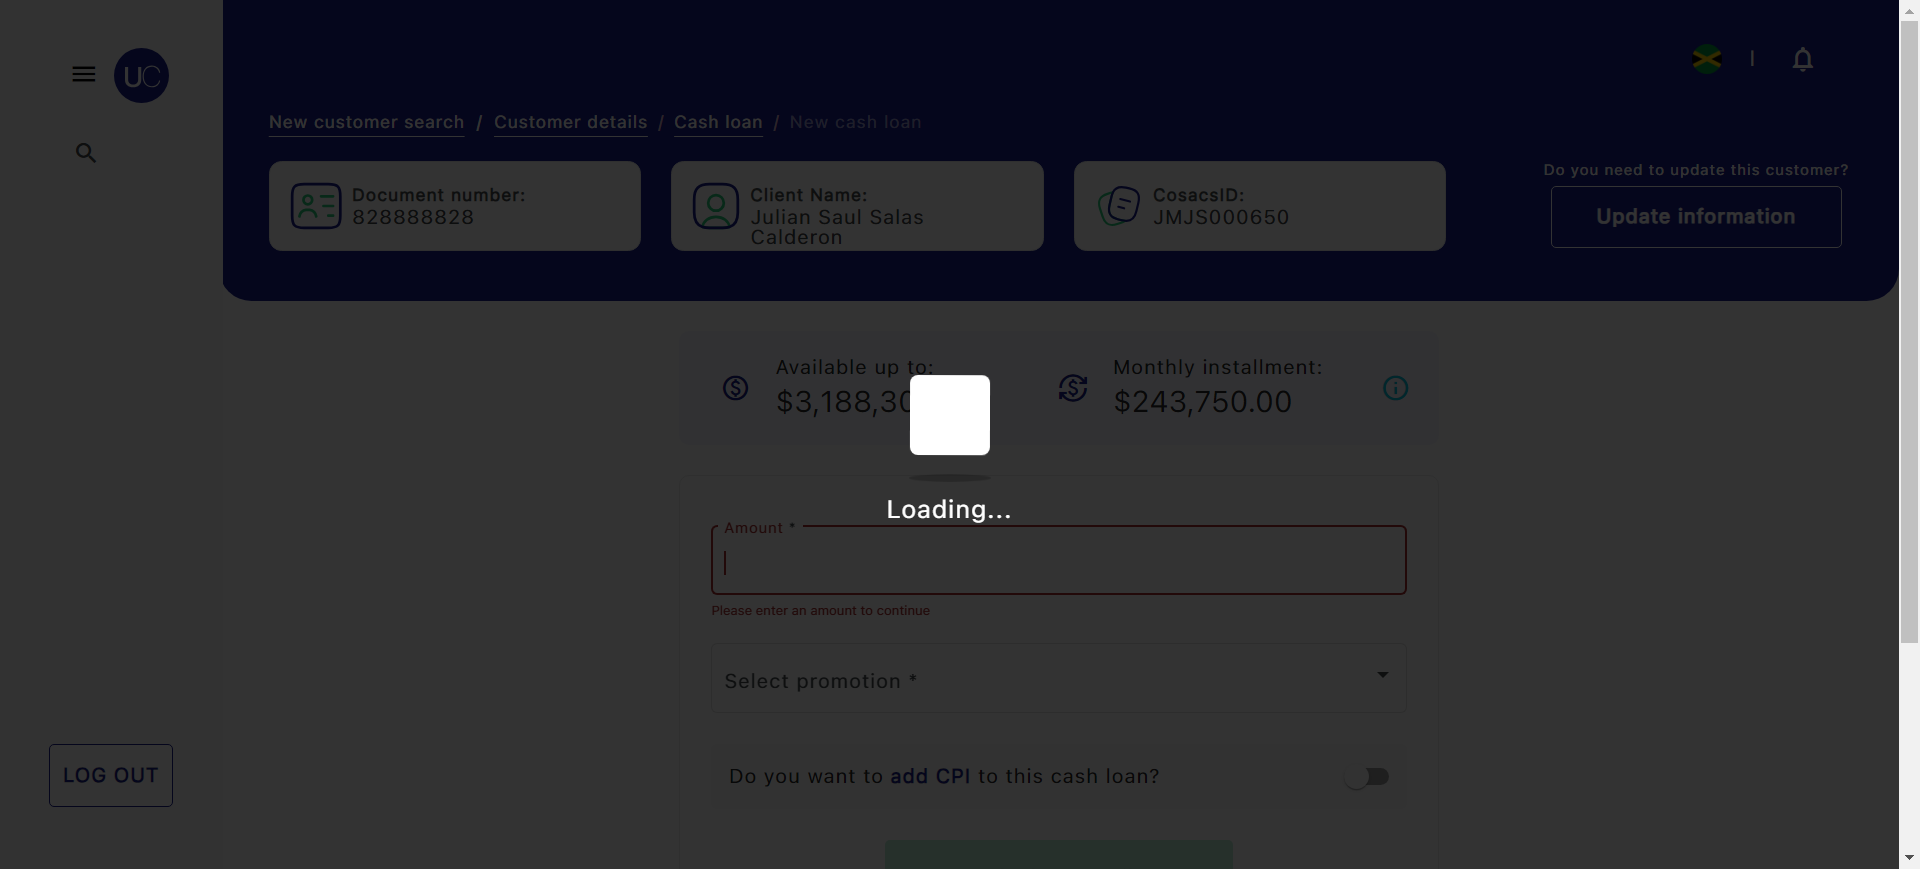 UC
New customer search / Customer details / Cash loan / New cash loan
Document number:
828888828
Client Name:
Julian Saul Salas
Calderon
CosacsID:
JMJS000650
Do you need to update this customer?
Update information
Available up to:
$3,188,30
Monthly installment:
$243,750.00
Loading...
Amount *
Please enter an amount to continue
Select promotion *
Do you want to add CPI to this cash loan?
LOG OUT